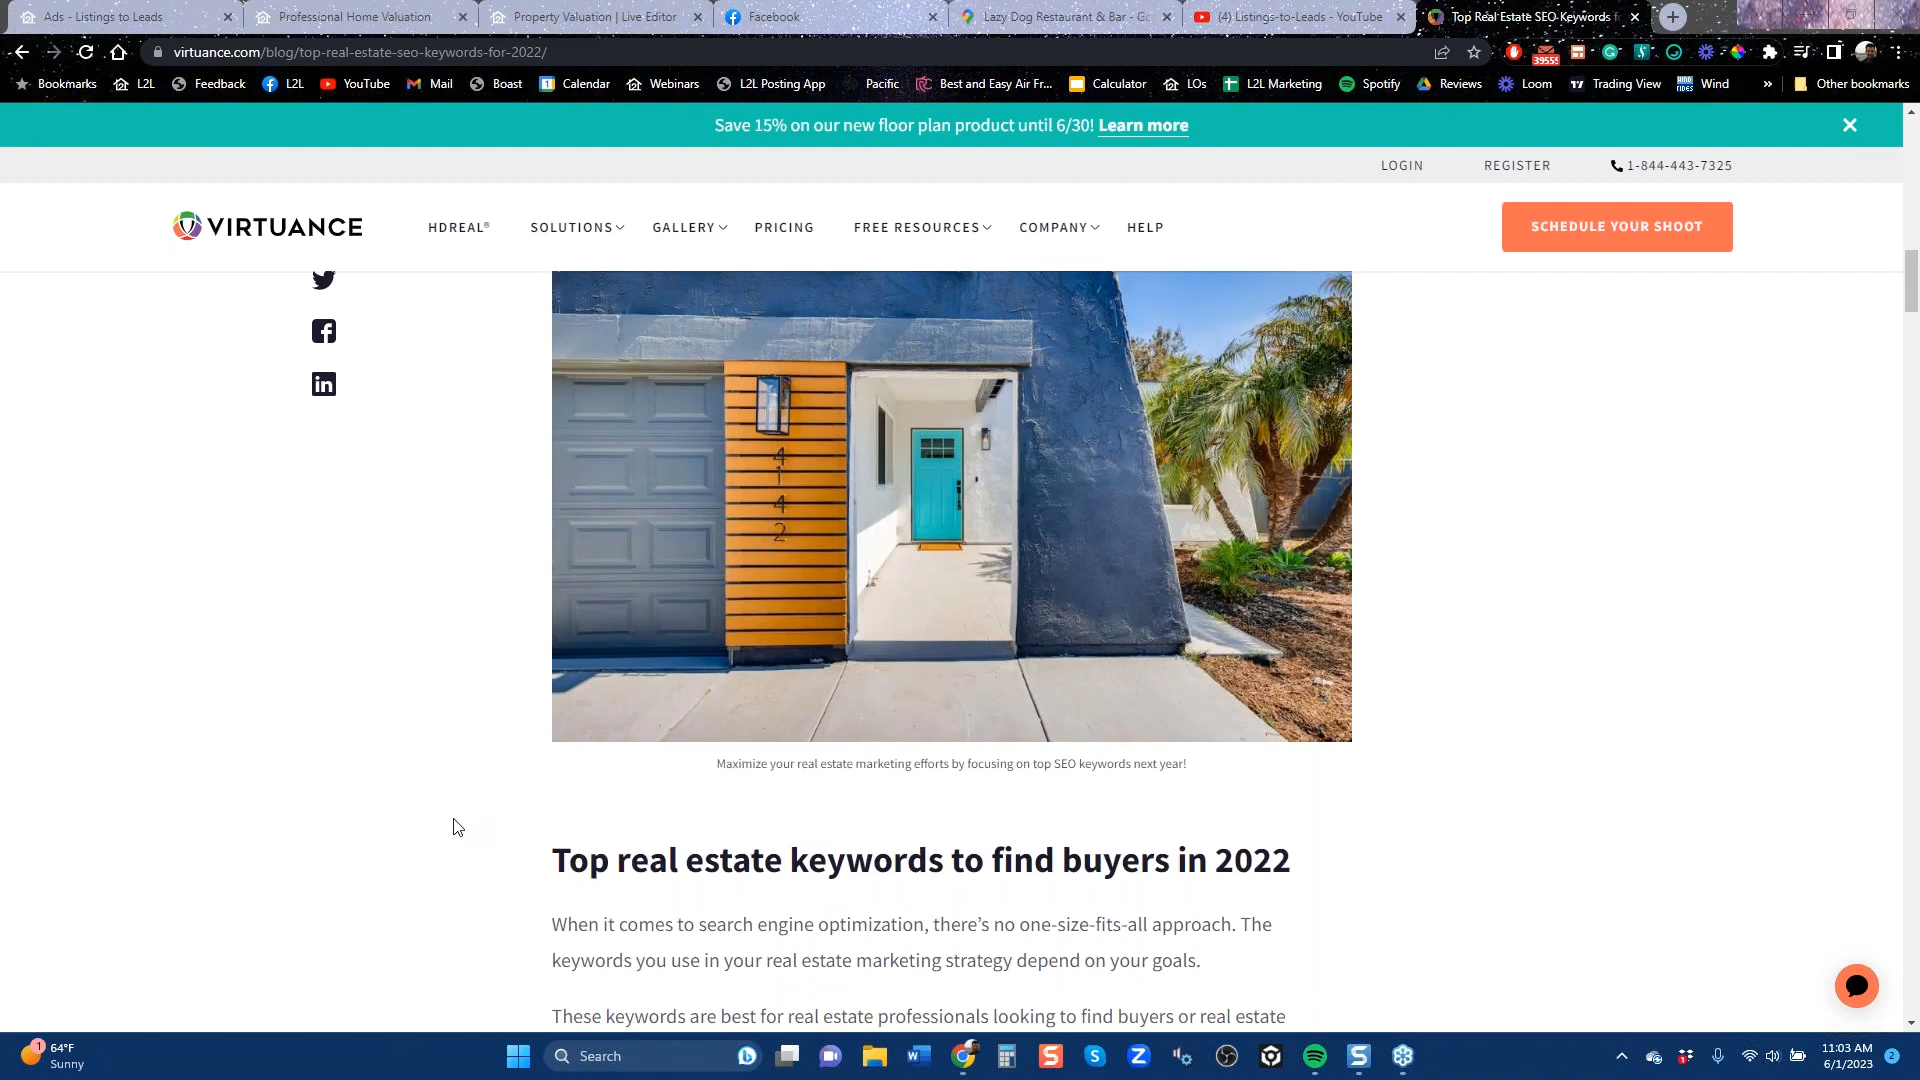 Ads - Listings to Leads
Professional Home Valuation
Property Valuation | Live Editor
Facebook
Lazy Dog Restaurant & Bar - Go
(4) Listings-to-Leads - YouTube
Top Real Estate SEO Keywords fo
virtuance.com/blog/top-real-estate-seo-keywords-for-2022/
39555
Bookmarks
L2L
Feedback
L2L
YouTube
Mail
Boast
Calendar
Webinars
L2L Posting App
Pacific
Best and Easy Air Fr...
Calculator
LOs
L2L Marketing
Spotify
Reviews
Loom
Trading View
Wind
Other bookmarks
Save 15% on our new floor plan product until 6/30! Learn more
LOGIN
REGISTER
1-844-443-7325
VIRTUANCE
HDREAL®
SOLUTIONS
GALLERY
PRICING
FREE RESOURCES
COMPANY
HELP
SCHEDULE YOUR SHOOT
4
1
4
2
Maximize your real estate marketing efforts by focusing on top SEO keywords next year!
Top real estate keywords to find buyers in 2022
When it comes to search engine optimization, there's no one-size-fits-all approach. The
keywords you use in your real estate marketing strategy depend on your goals.
These keywords are best for real estate professionals looking to find buyers or real estate
1
64°F
Sunny
Search
11:03 AM
6/1/2023
2